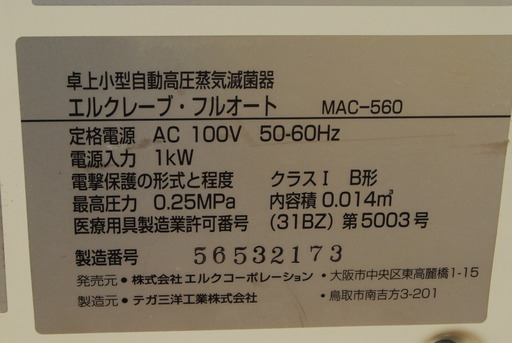 卓上小型自動高圧蒸気滅菌器
エルクレーブ・フルオート MAC-560
定格電源 AC 100V 50-60Hz
電源入力 1kW
電撃保護の形式と程度 クラスⅠ B形
最高圧力 0.25MPa 内容積 0.014㎥
医療用具製造業許可番号 (31BZ) 第5003号
製造番号 56532173
発売元●株式会社エルクコーポレーション・大阪市中央区東高麗橋1-15
製造元●テガ三洋工業株式会社 ・鳥取市南吉方3-201